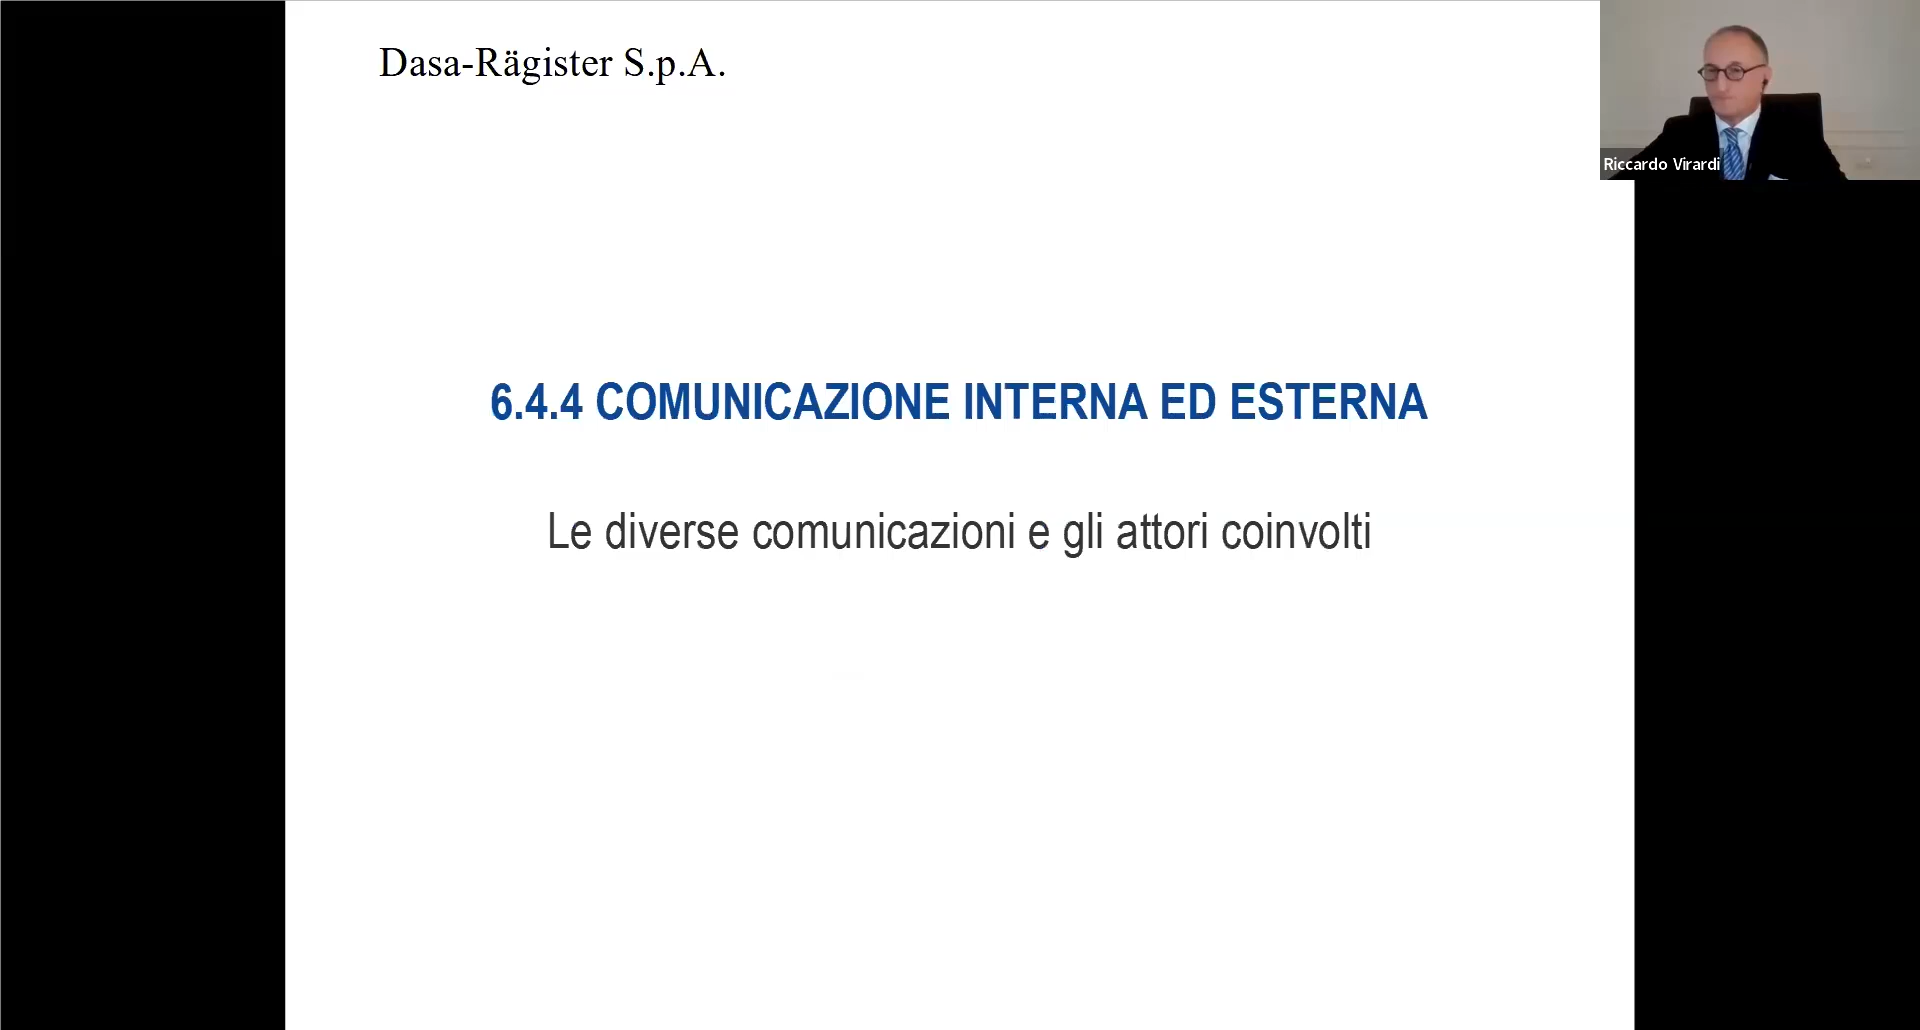 Dasa-Rägister S.p.A.
Riccardo Virardi
6.4.4 COMUNICAZIONE INTERNA ED ESTERNA
Le diverse comunicazioni e gli attori coinvolti